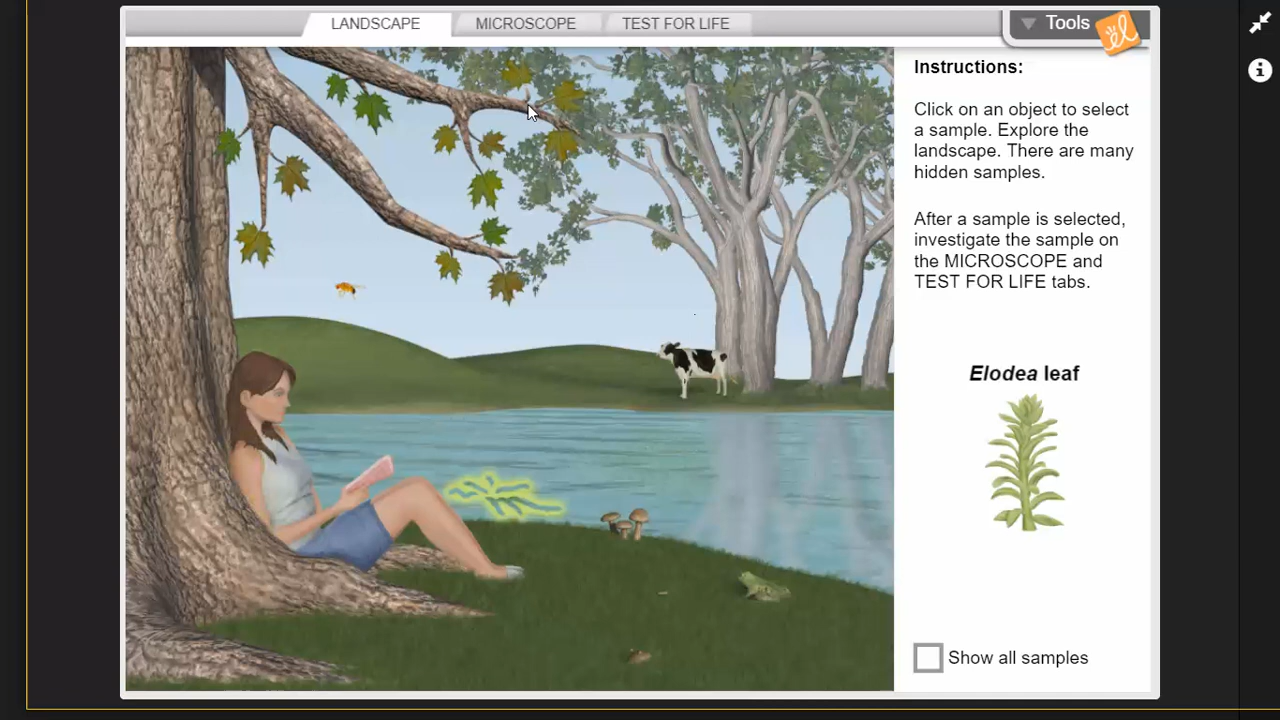 LANDSCAPE
MICROSCOPE
TEST FOR LIFE
Tools
Instructions:
Click on an object to select
a sample. Explore the
landscape. There are many
hidden samples.
After a sample is selected,
investigate the sample on
the MICROSCOPE and
TEST FOR LIFE tabs.
Elodea leaf
Show all samples